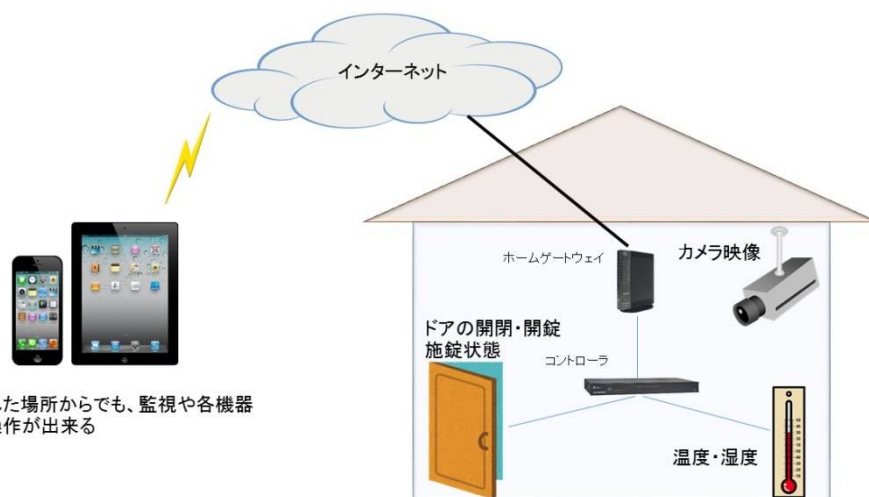 インターネット
ホームゲートウェイ
カメラ映像
ドアの開閉・開錠
施錠状態
コントローラ
た場所からでも、監視や各機器
作が出来る
温度・湿度